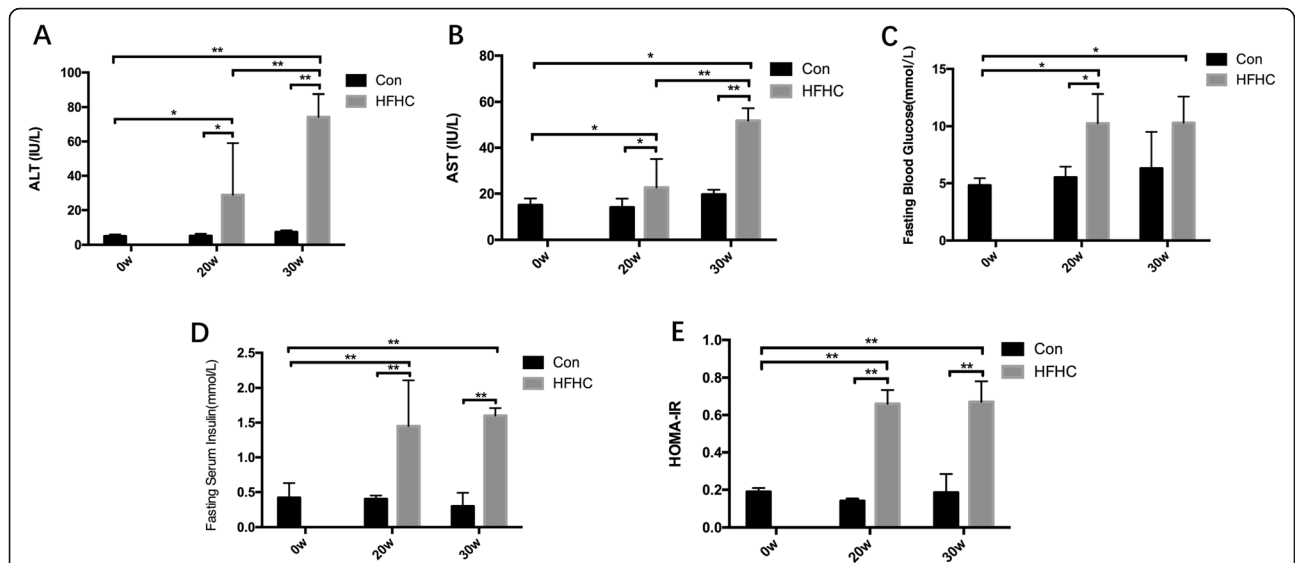 A
**
**
**
*
*
ALT (IU/L)
100
80
60
40
20
0
0w
20w
30w
Con
HFHC
B
*
**
**
*
*
AST (IU/L)
80
60
40
20
0
0w
20w
30w
Con
HFHC
C
*
*
*
Fasting Blood Glucose(mmol/L)
15
10
5
0
0w
20w
30w
Con
HFHC
D
**
**
**
**
Fasting Serum Insulin(mmol/L)
2.5
2.0
1.5
1.0
0.5
0.0
0w
20w
30w
Con
HFHC
E
**
**
**
**
HOMA-IR
1.0
0.8
0.6
0.4
0.2
0.0
0w
20w
30w
Con
HFHC